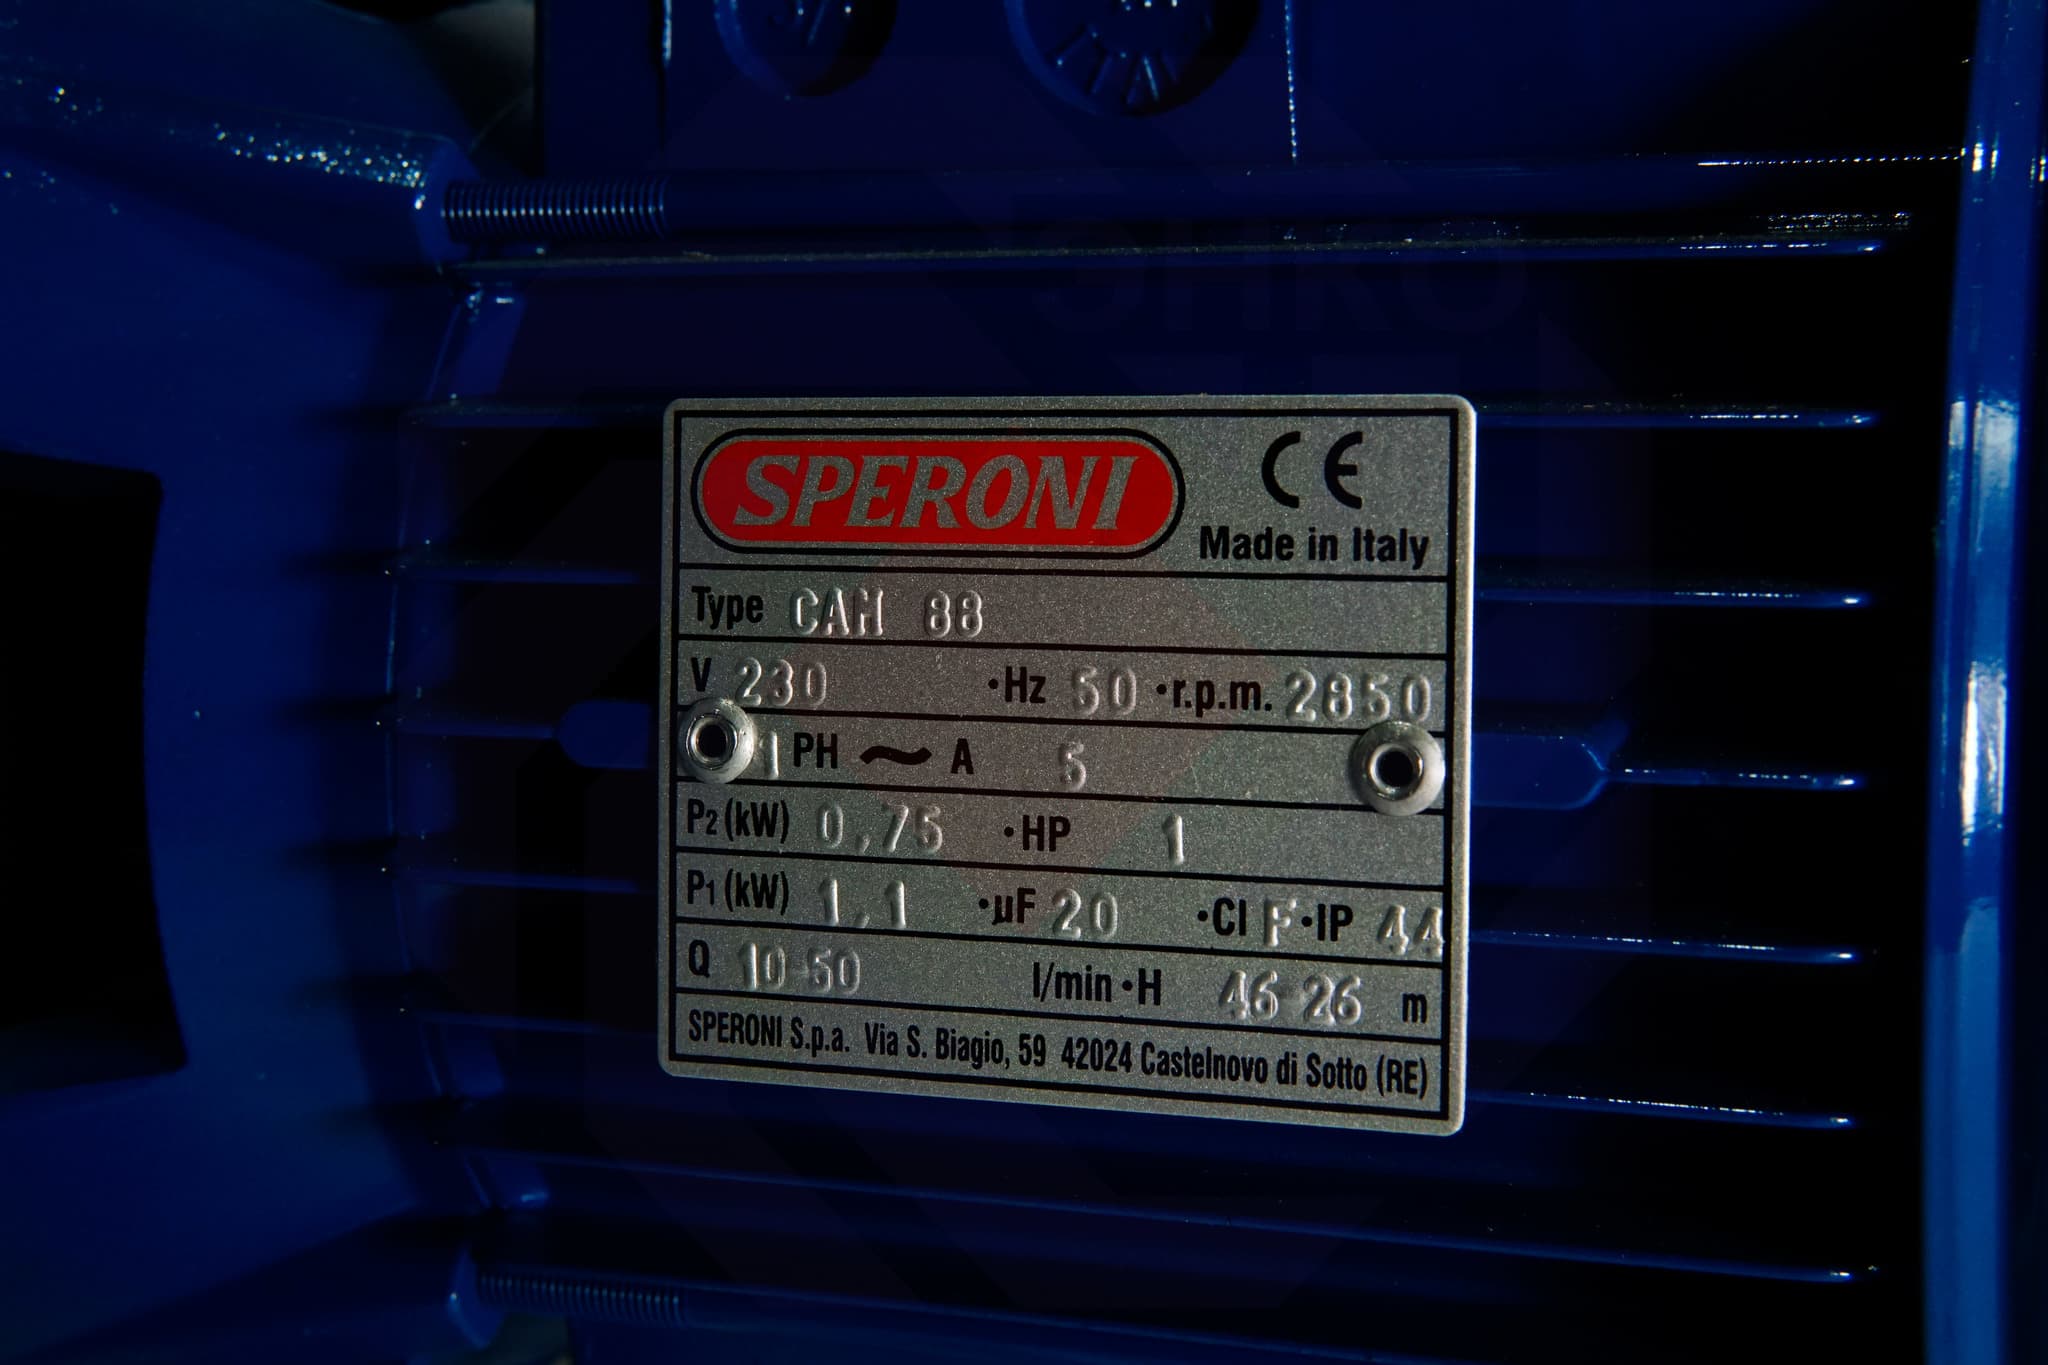 SPERONI CE
Made in Italy
Type CAM 88
V 230 ·Hz 50 ·r.p.m. 2850
1 PH ~ A 5
P2 (kW) 0,75 ·HP 1
P1 (kW) 1,1 ·µF 20 ·Cl F ·IP 44
Q 10-50 l/min ·H 46-26 m
SPERONI S.p.a. Via S. Biagio, 59 42024 Castelnovo di Sotto (RE)